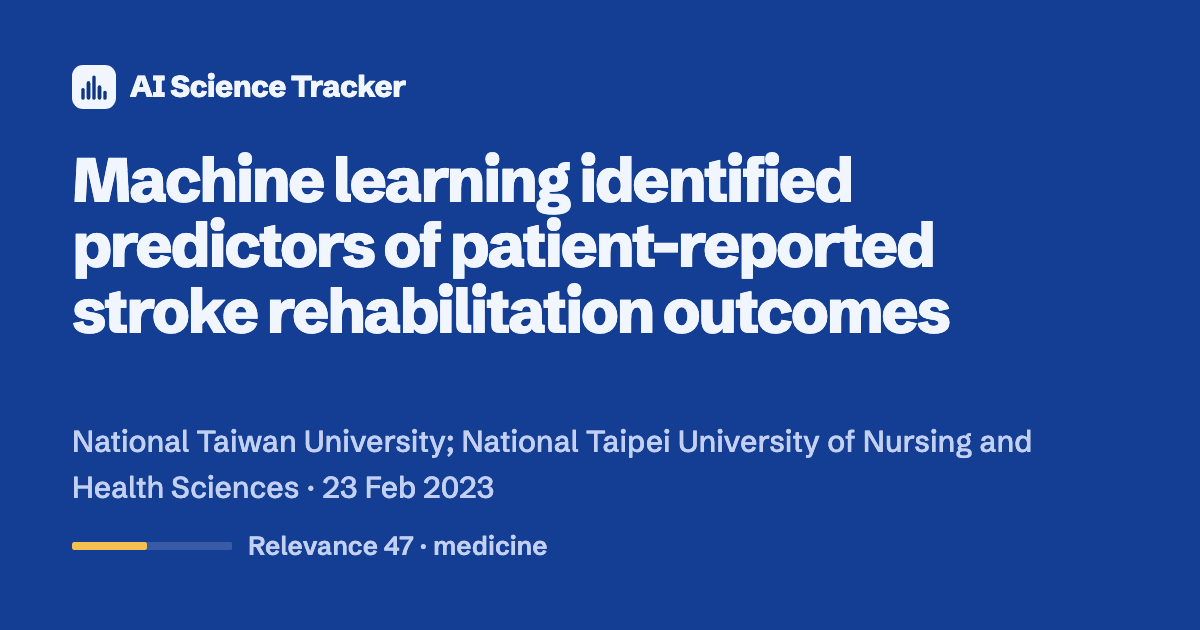 AI Science Tracker
Machine learning identified
predictors of patient-reported
stroke rehabilitation outcomes
National Taiwan University; National Taipei University of Nursing and
Health Sciences · 23 Feb 2023
Relevance 47 · medicine